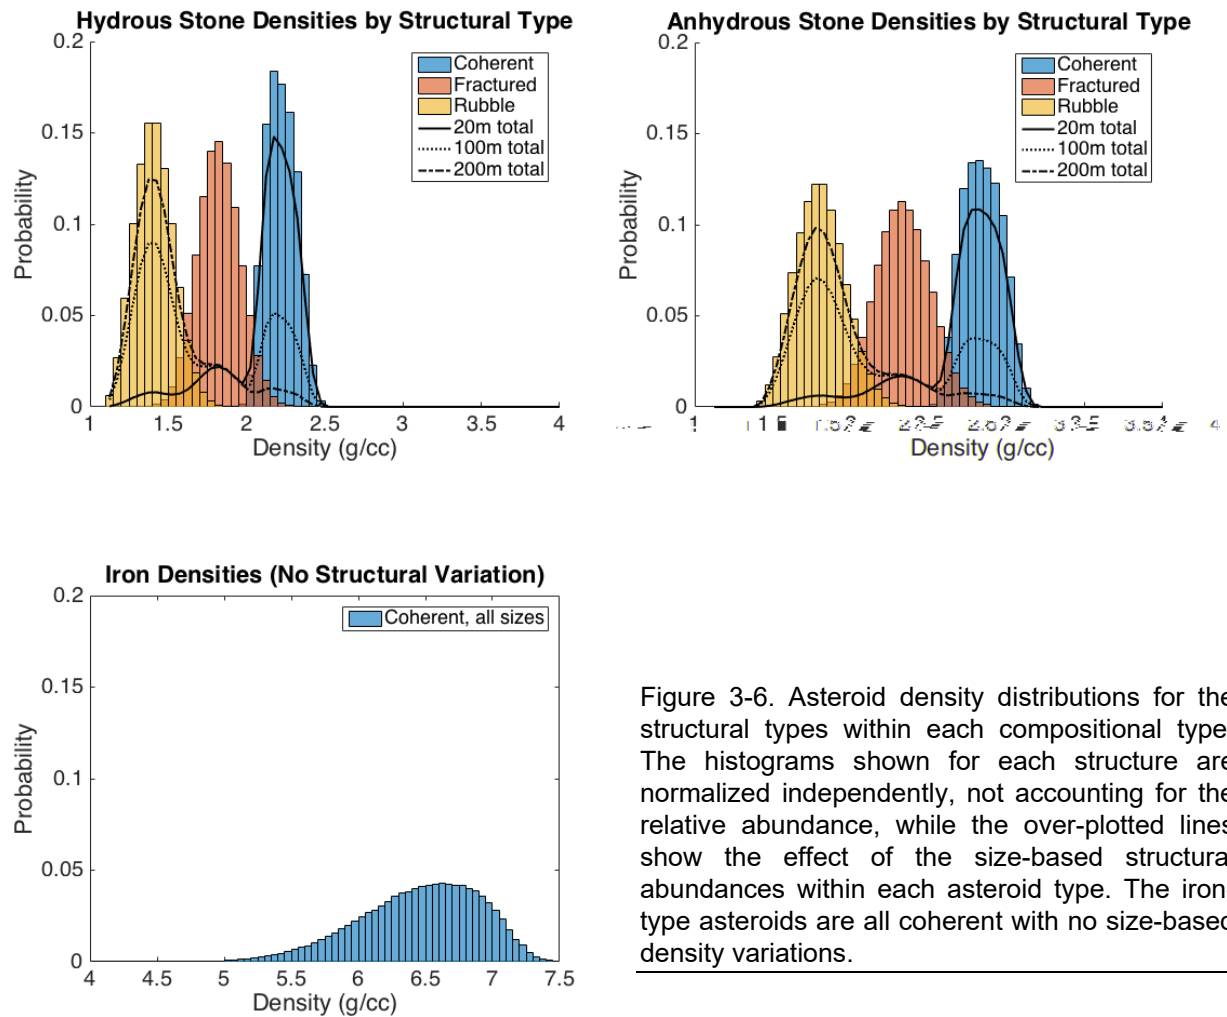 Hydrous Stone Densities by Structural Type
0.2
0.15
0.1
0.05
0
Probability
Coherent
Fractured
Rubble
20m total
100m total
200m total
1 1.5 2 2.5 3 3.5 4
Density (g/cc)
Anhydrous Stone Densities by Structural Type
0.2
0.15
0.1
0.05
0
Probability
Coherent
Fractured
Rubble
20m total
100m total
200m total
1
4
Density (g/cc)
Iron Densities (No Structural Variation)
0.2
0.15
0.1
0.05
0
Probability
Coherent, all sizes
4 4.5 5 5.5 6 6.5 7 7.5
Density (g/cc)
Figure 3-6. Asteroid density distributions for the
structural types within each compositional type
The histograms shown for each structure are
normalized independently, not accounting for the
relative abundance, while the over-plotted lines
show the effect of the size-based structura
abundances within each asteroid type. The iron
type asteroids are all coherent with no size-based
density variations.